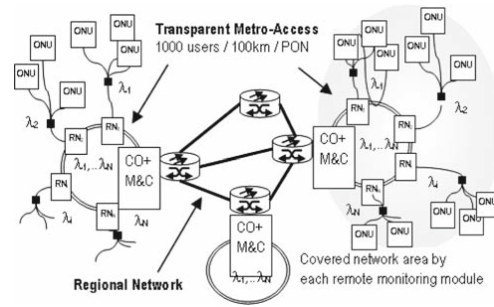 Transparent Metro-Access
1000 users / 100km / PON
ONU
ONU
ONU
ONU
ONU
ONU
ONU
ONU
ONU
ONU
ONU
ONU
λ1
λ1
λ2
λ2
RN
RN
RN
RN
RN
RN
RN
RN
λ1,..λN
λ1,..λN
CO+
M&C
CO+
M&C
λi
λi
λN
λN
ONU
ONU
ONU
ONU
ONU
CO+
M&C
λ1,..λN
Regional Network
Covered network area by
each remote monitoring module